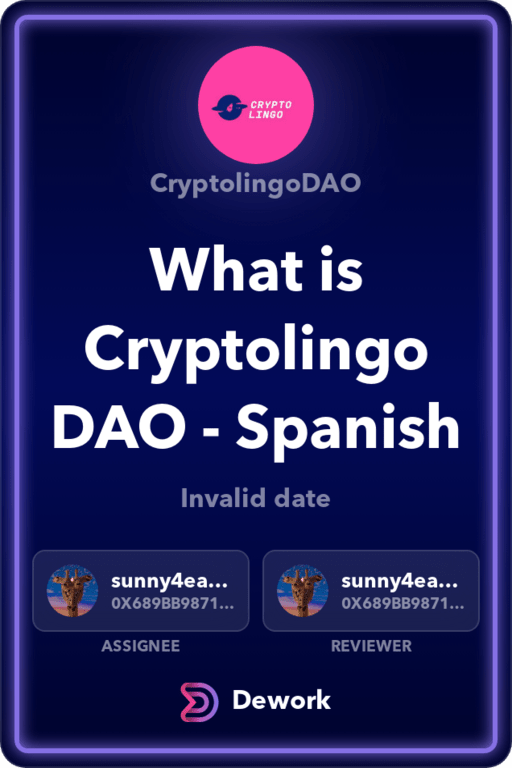 CRYPTO
LINGO
CryptolingoDAO
What is
Cryptolingo
DAO - Spanish
Invalid date
sunny4ea...
0X689BB9871...
ASSIGNEE
sunny4ea...
0X689BB9871...
REVIEWER
Dework